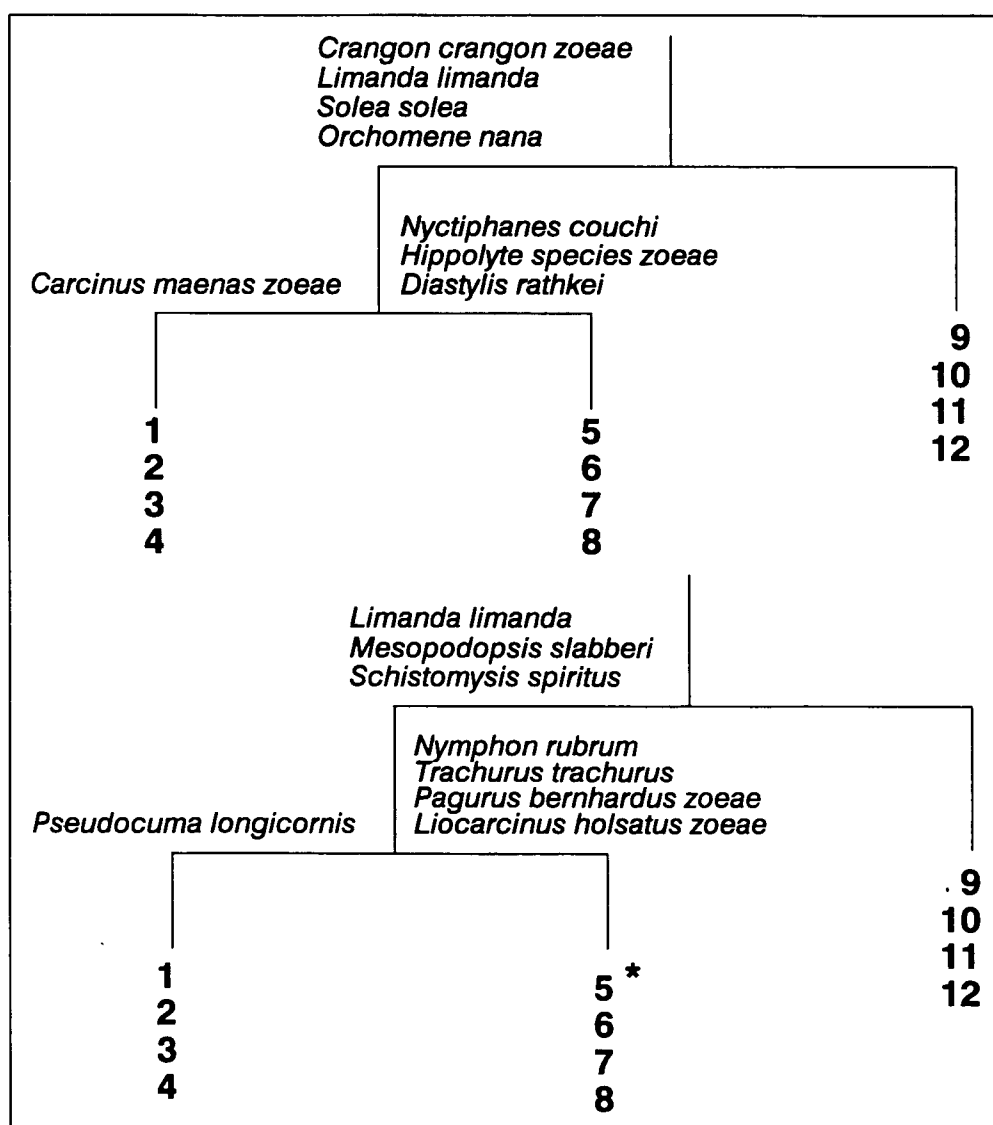 Crangon crangon zoeae
Limanda limanda
Solea solea
Orchomene nana
Nyctiphanes couchi
Hippolyte species zoeae
Carcinus maenas zoeae
Diastylis rathkei
1
2
3
4
5
6
7
8
9
10
11
12
Limanda limanda
Mesopodopsis slabberi
Schistomysis spiritus
Nymphon rubrum
Trachurus trachurus
Pagurus bernhardus zoeae
Pseudocuma longicornis
Liocarcinus holsatus zoeae
1
2
3
4
5 *
6
7
8
9
10
11
12